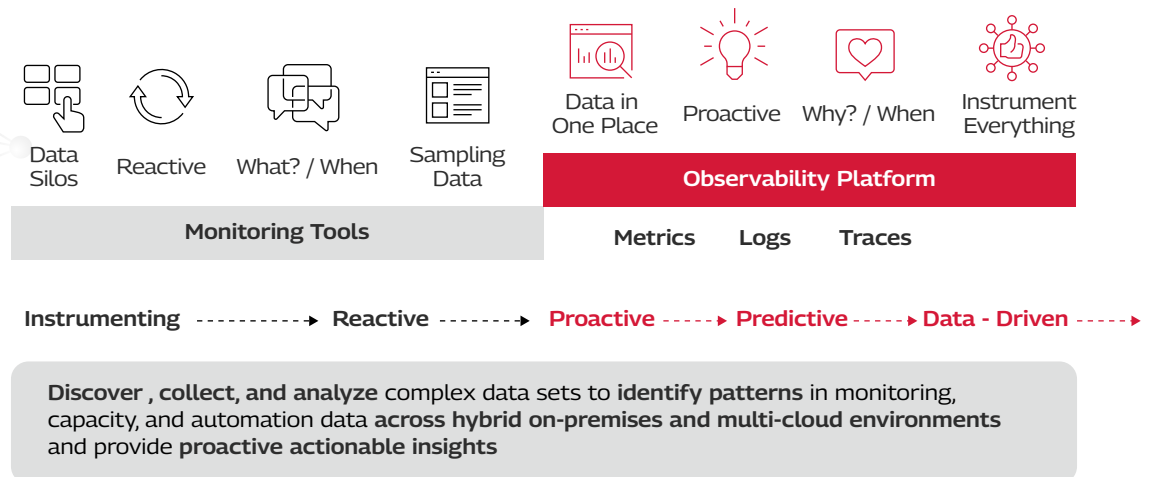 Data
Silos
Reactive
What? / When
Sampling
Data
Monitoring Tools
Data in
One Place
Proactive
Why? / When
Instrument
Everything
Observability Platform
Metrics Logs Traces
Instrumenting Reactive Proactive Predictive Data - Driven
Discover , collect, and analyze complex data sets to identify patterns in monitoring,
capacity, and automation data across hybrid on-premises and multi-cloud environments
and provide proactive actionable insights